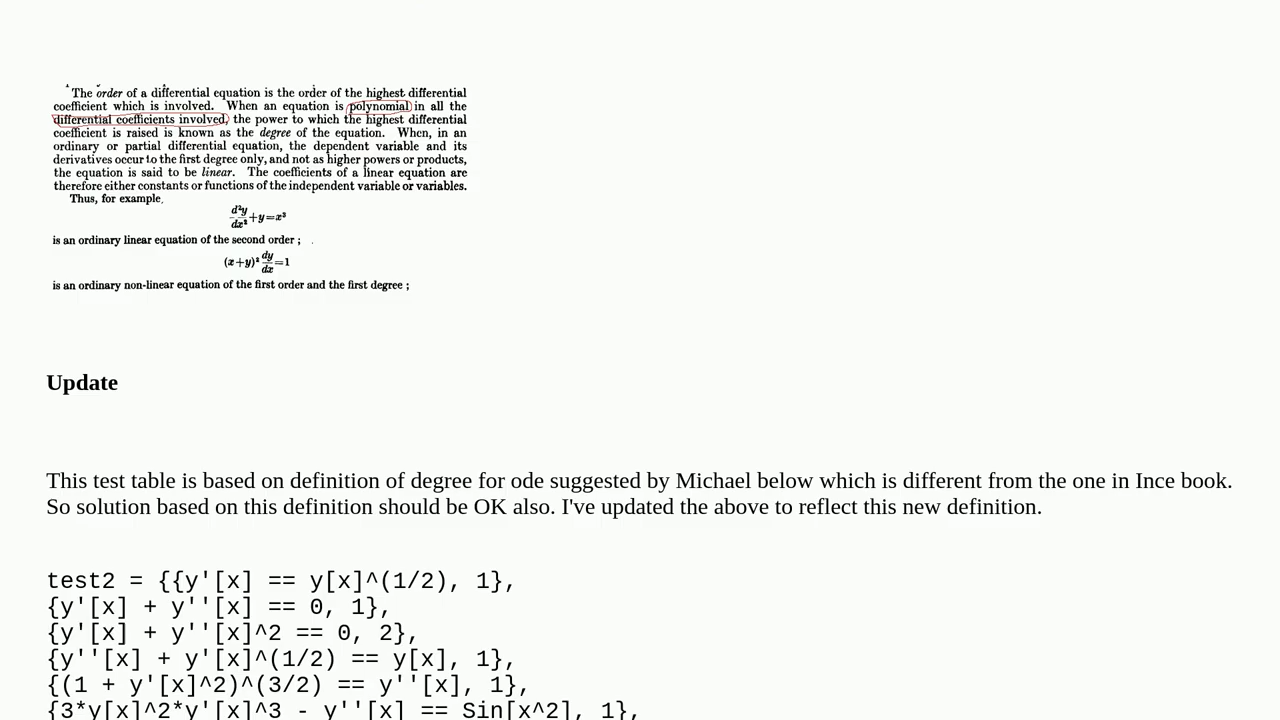 The order of a differential equation is the order of the highest differential
coefficient which is involved. When an equation is polynomial in all the
differential coefficients involved, the power to which the highest differential
coefficient is raised is known as the degree of the equation. When, in an
ordinary or partial differential equation, the dependent variable and its
derivatives occur to the first degree only, and not as higher powers or products,
the equation is said to be linear. The coefficients of a linear equation are
therefore either constants or functions of the independent variable or variables.
Thus, for example,
d²y/dx² + y = x³
is an ordinary linear equation of the second order ;
(x+y)² dy/dx = 1
is an ordinary non-linear equation of the first order and the first degree ;
Update
This test table is based on definition of degree for ode suggested by Michael below which is different from the one in Ince book.
So solution based on this definition should be OK also. I've updated the above to reflect this new definition.
test2 = {{y'[x] == y[x]^(1/2), 1},
{y'[x] + y''[x] == 0, 1},
{y'[x] + y''[x]^2 == 0, 2},
{y''[x] + y'[x]^(1/2) == y[x], 1},
{(1 + y'[x]^2)^(3/2) == y''[x], 1},
{3*y[x]^2*y'[x]^3 - y''[x] == Sin[x^2], 1},